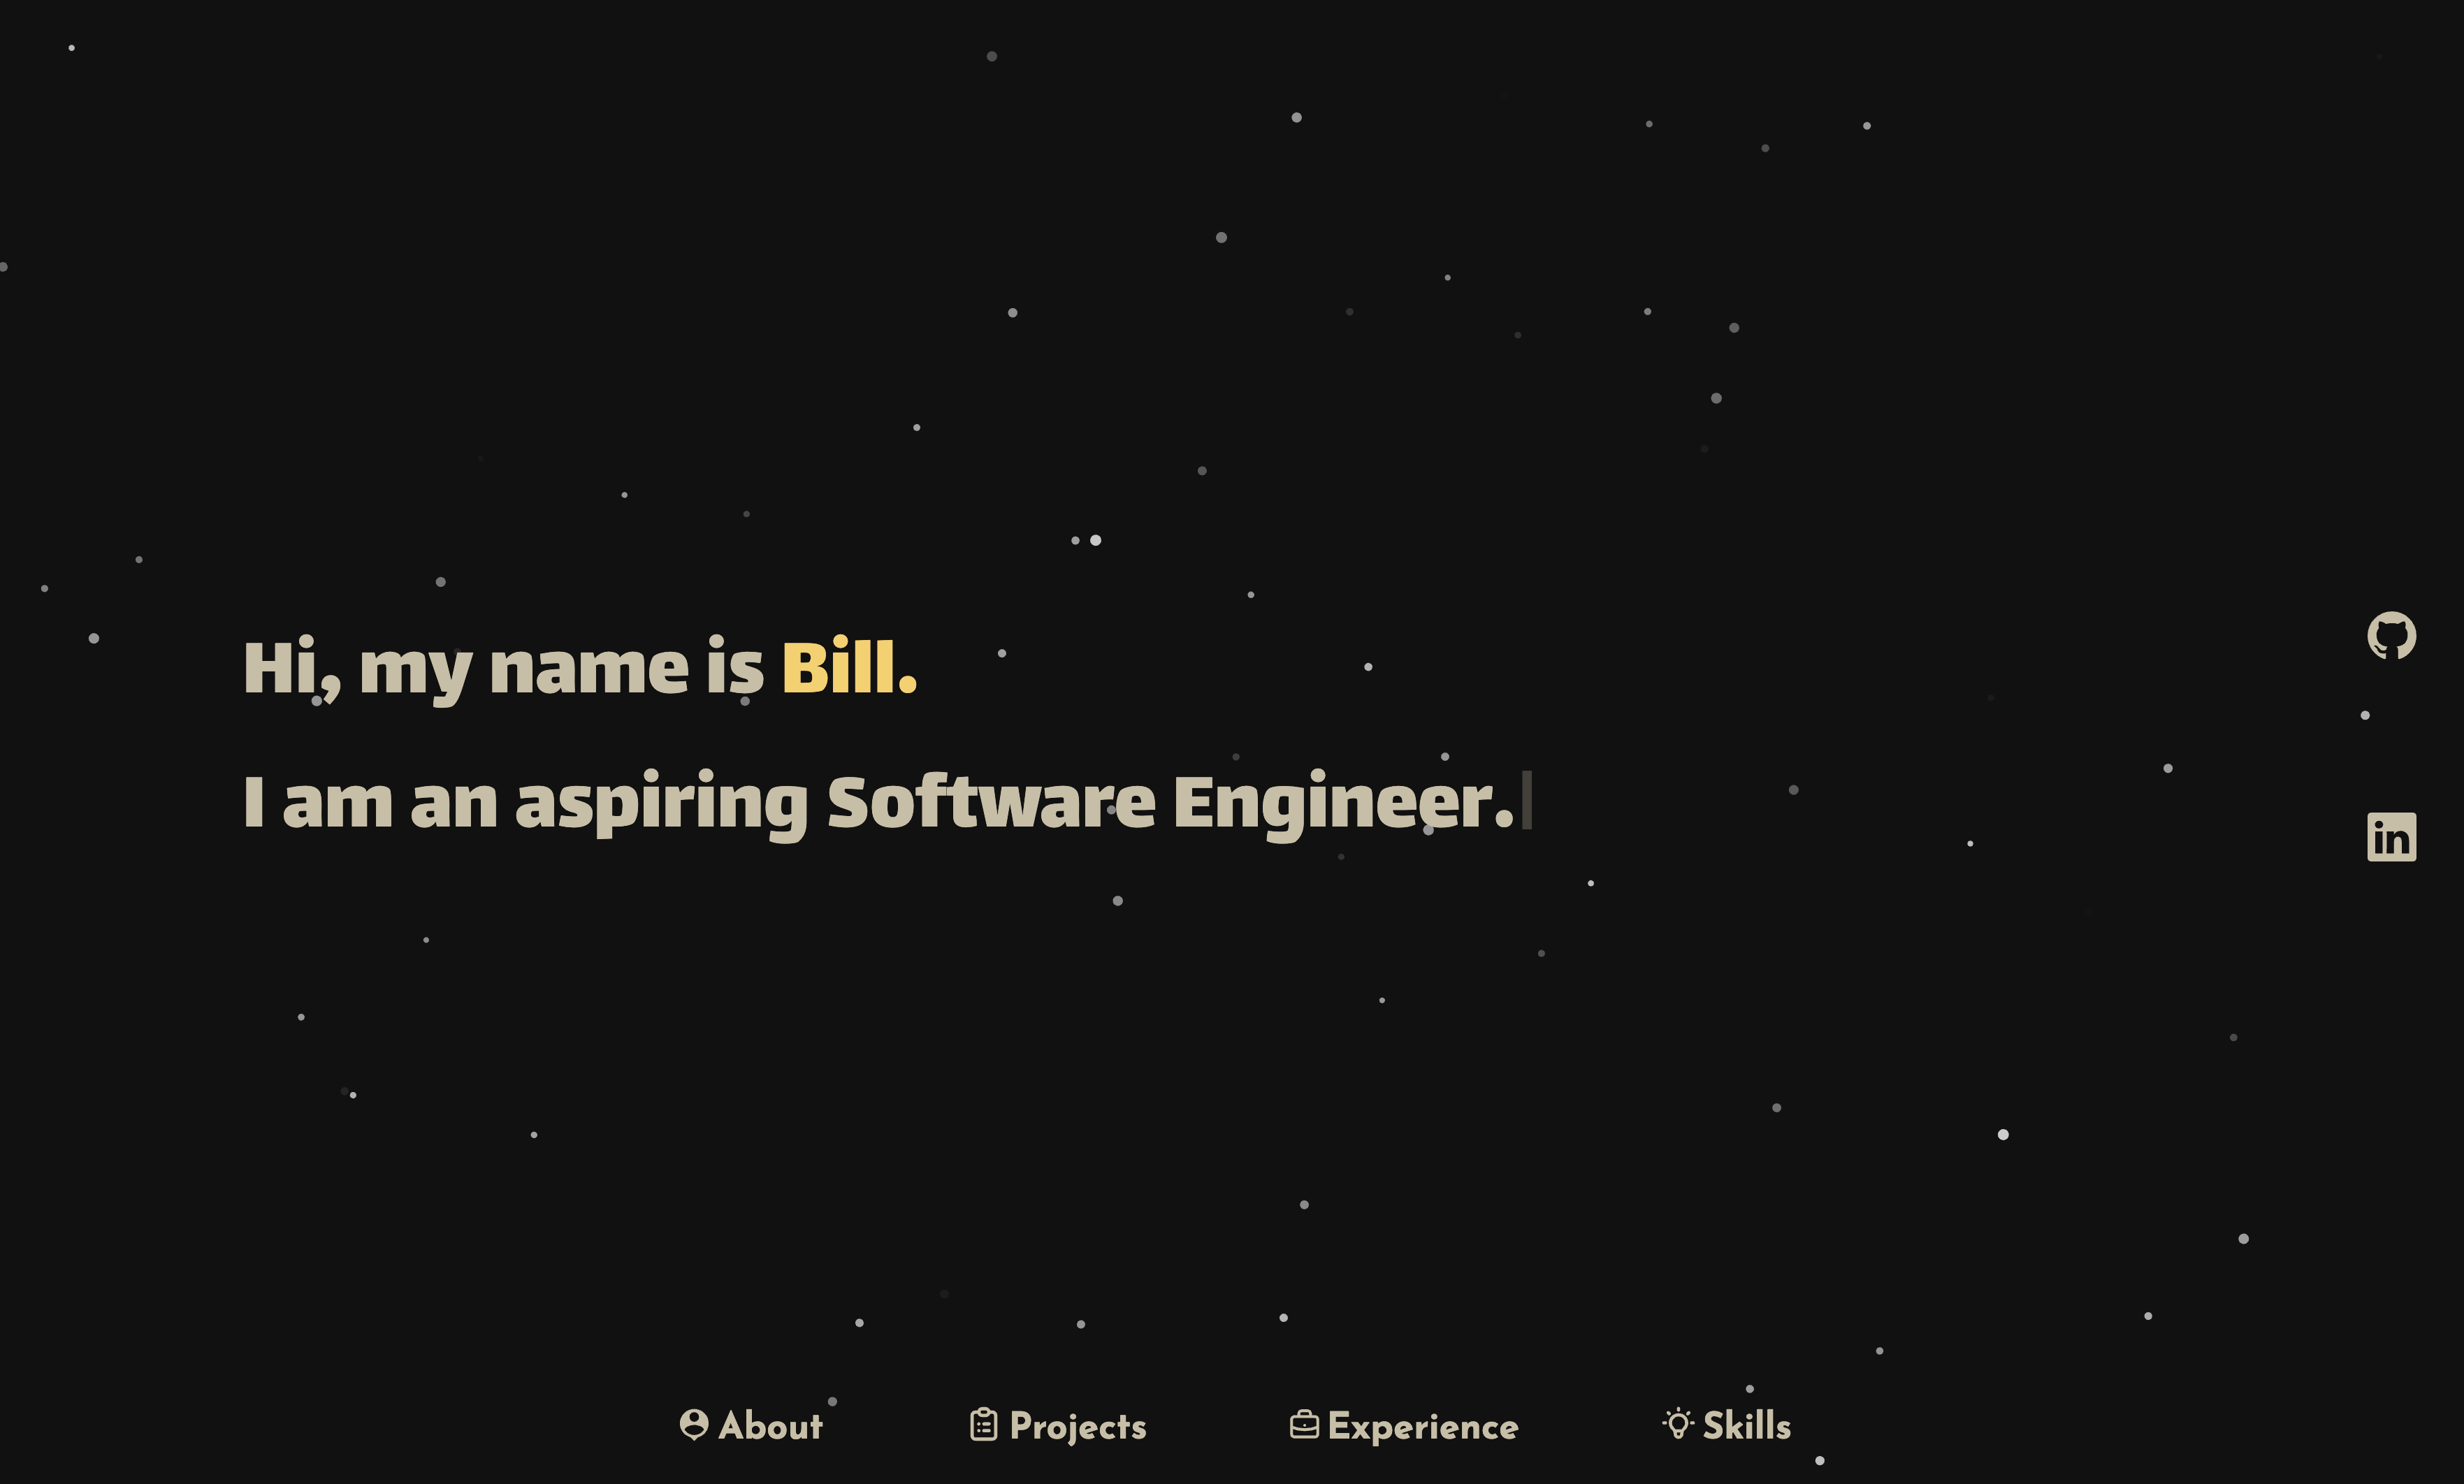 Hi, my name is Bill.
I am an aspiring Software Engineer.
in
About
Projects
Experience
Skills